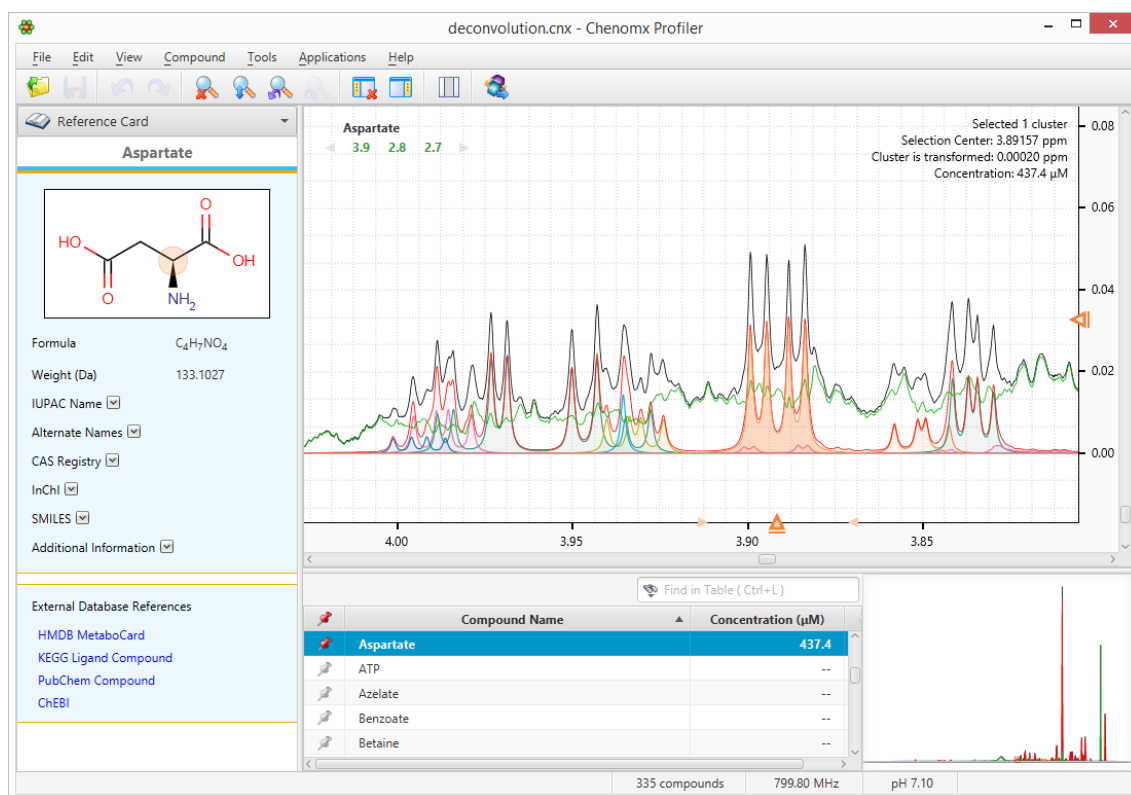 deconvolution.cnx - Chenomx Profiler
File Edit View Compound Tools Applications Help
Reference Card
Aspartate
O
O
HO
OH
O
NH2
Formula C4H7NO4
Weight (Da) 133.1027
IUPAC Name
Alternate Names
CAS Registry
InChI
SMILES
Additional Information
External Database References
HMDB MetaboCard
KEGG Ligand Compound
PubChem Compound
ChEBI
Aspartate
3.9 2.8 2.7
Selected 1 cluster
Selection Center: 3.89157 ppm
Cluster is transformed: 0.00020 ppm
Concentration: 437.4 µM
0.08
0.06
0.04
0.02
0.00
4.00 3.95 3.90 3.85
Find in Table ( Ctrl+L )
Compound Name Concentration (µM)
Aspartate 437.4
ATP --
Azelate --
Benzoate --
Betaine --
335 compounds 799.80 MHz pH 7.10